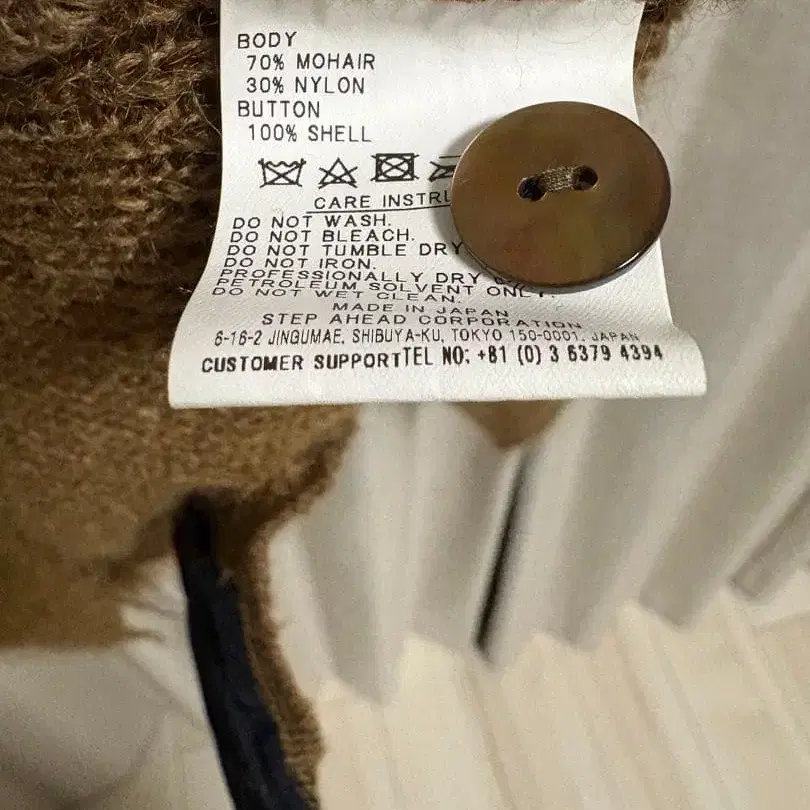 BODY
70% MOHAIR
30% NYLON
BUTTON
100% SHELL
CARE
DO NOT WASH.
DO NOT BLEACH.
DO NOT TUMBLE DRY
DO NOT IRON.
PROFESSIONALLY DRY
PETROLEUM SOLVENT ONLY.
DO NOT WET CLEAN.
MADE IN JAPAN
STEP AHEAD CORPORATION
6-16-2 JINGUMAE, SHIBUYA-KU, TOKYO 150-0001, JAPAN
CUSTOMER SUPPORT TEL NO: +81 (0) 3 6379 4394